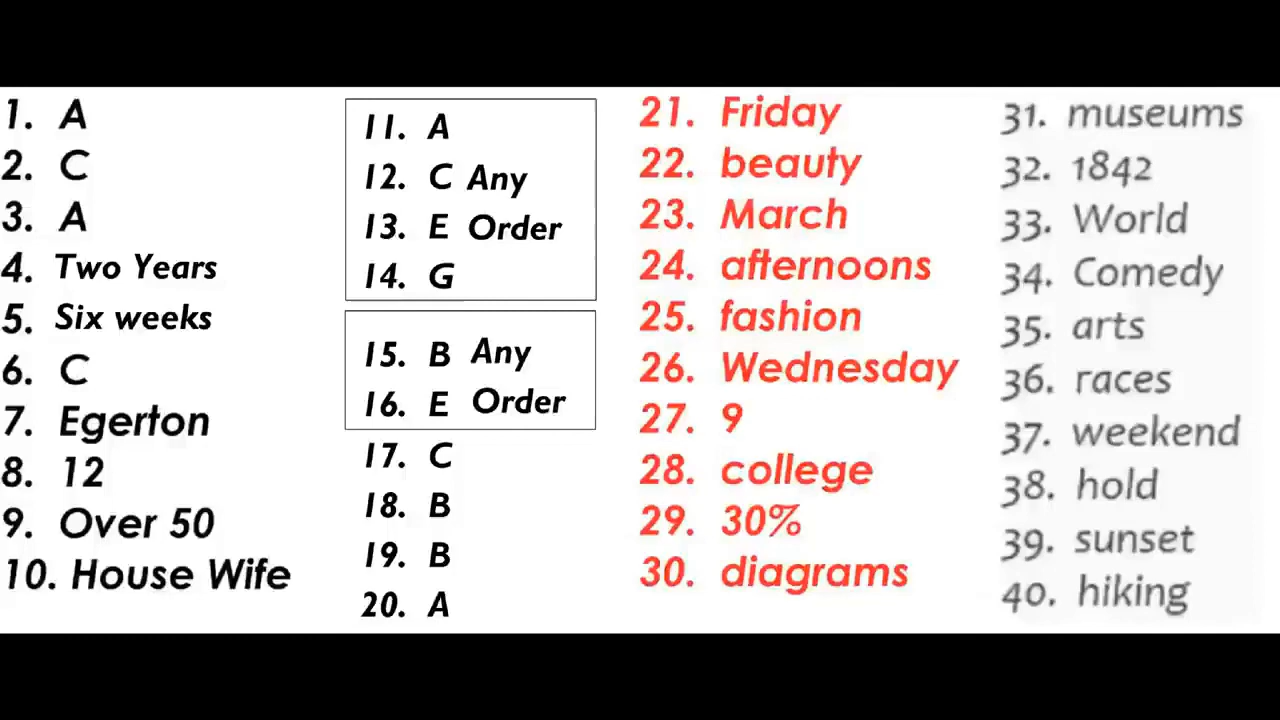 1. A
2. C
3. A
4. Two Years
5. Six weeks
6. C
7. Egerton
8. 12
9. Over 50
10. House Wife
11. A
12. C Any
13. E Order
14. G
15. B Any
16. E Order
17. C
18. B
19. B
20. A
21. Friday
22. beauty
23. March
24. afternoons
25. fashion
26. Wednesday
27. 9
28. college
29. 30%
30. diagrams
31. museums
32. 1842
33. World
34. Comedy
35. arts
36. races
37. weekend
38. hold
39. sunset
40. hiking